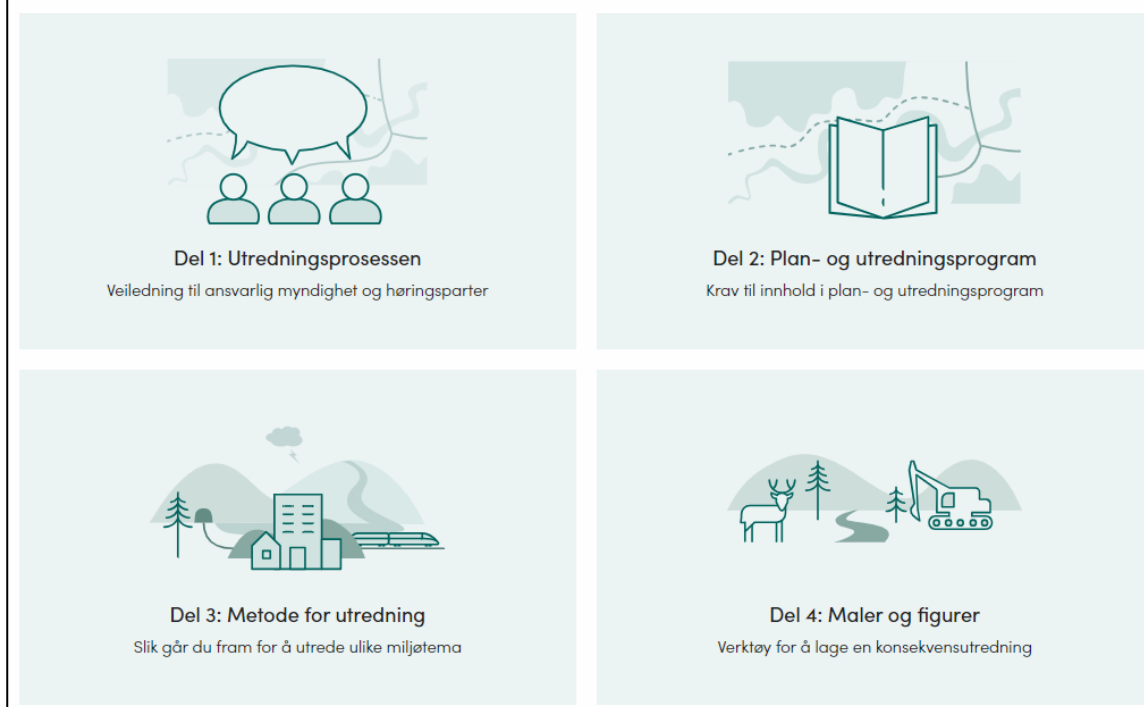 Del 1: Utredningsprosessen
Veiledning til ansvarlig myndighet og høringsparter
Del 2: Plan- og utredningsprogram
Krav til innhold i plan- og utredningsprogram
Del 3: Metode for utredning
Slik går du fram for å utrede ulike miljøtema
Del 4: Maler og figurer
Verktøy for å lage en konsekvensutredning